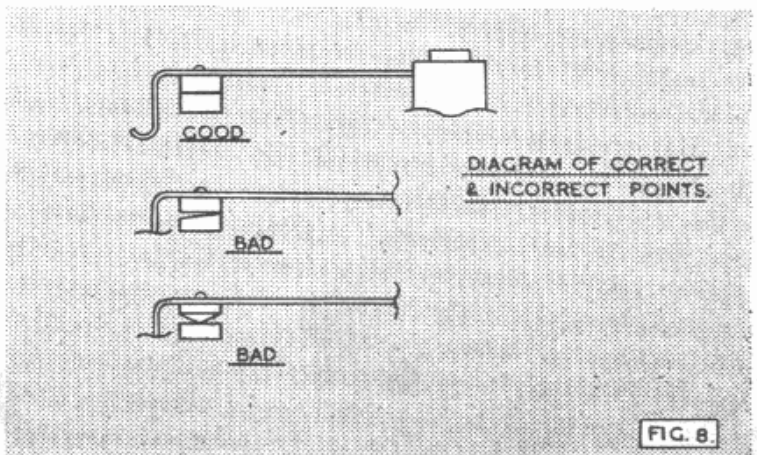 GOOD
DIAGRAM OF CORRECT
& INCORRECT POINTS.
BAD
BAD
FIG. 8.